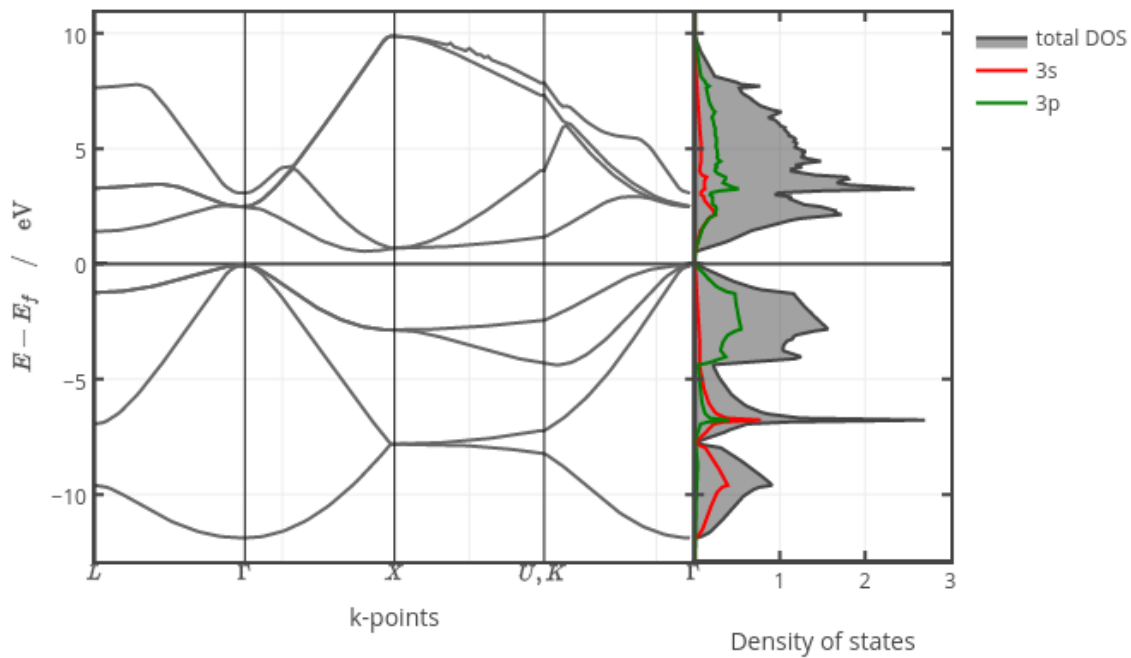 10
5
0
−5
−10
E − E_f / eV
L Γ X U,K Γ
k-points
1 2 3
Density of states
total DOS
3s
3p